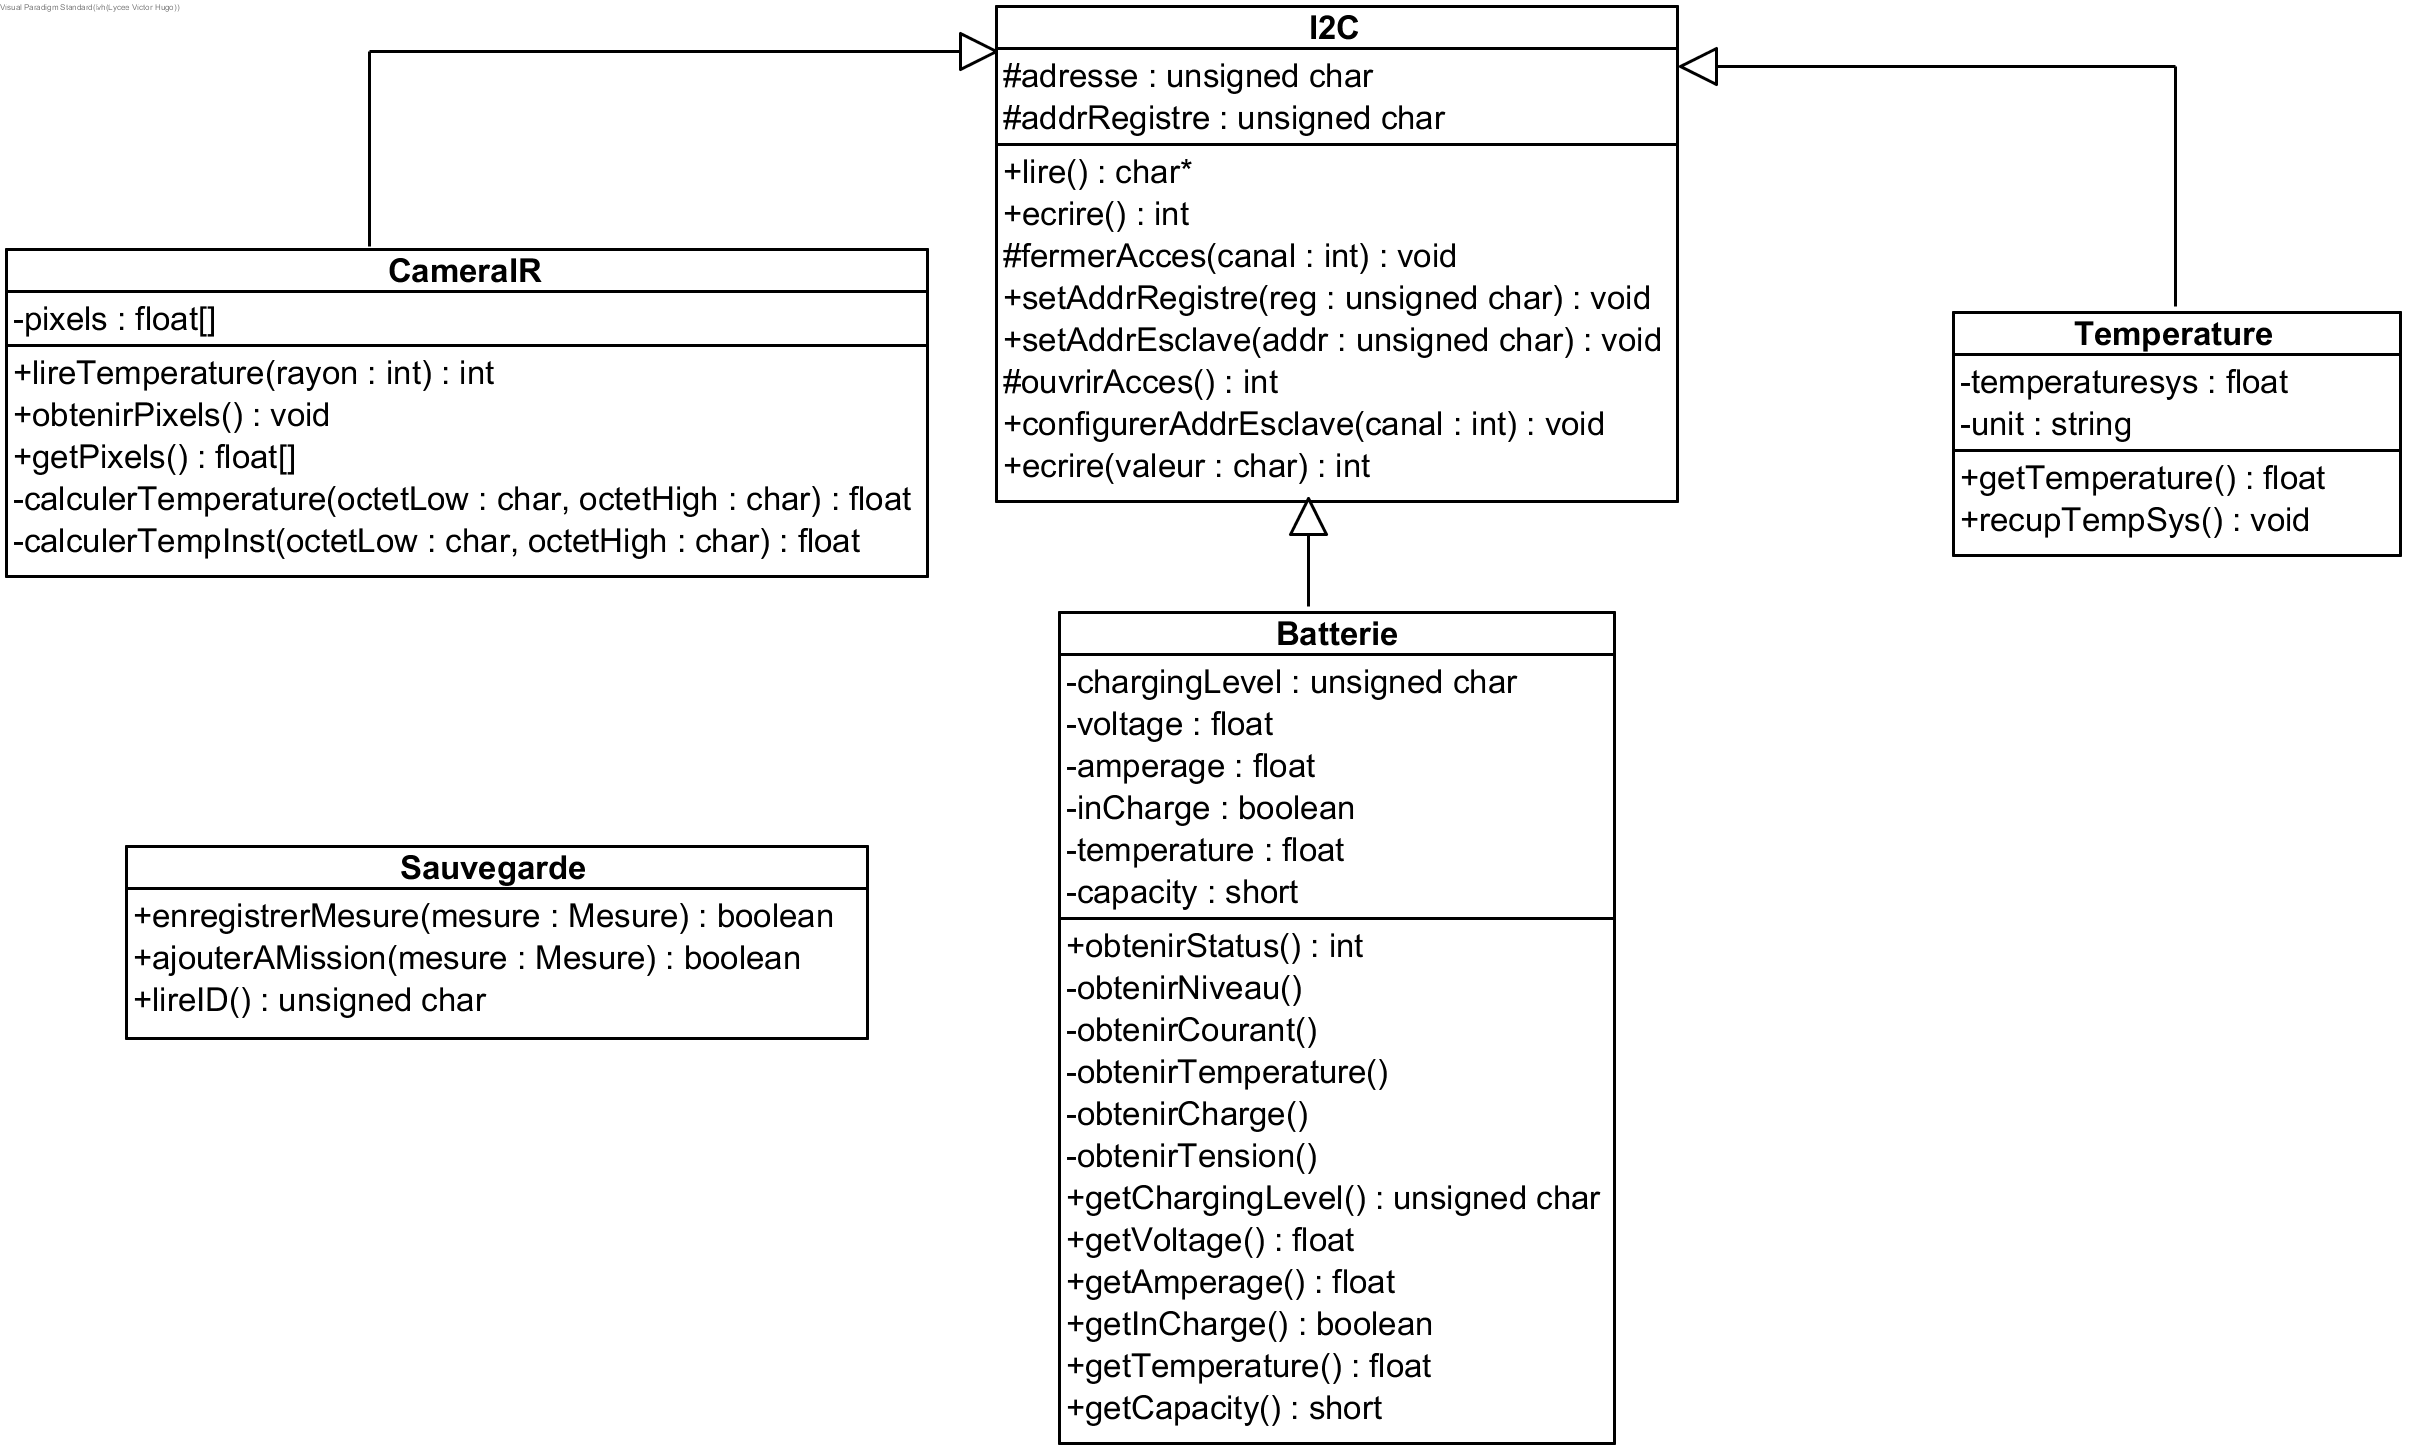 Visual Paradigm Standard(lvh(Lycee Victor Hugo))
I2C
#adresse : unsigned char
#addrRegistre : unsigned char
+lire() : char*
+ecrire() : int
#fermerAcces(canal : int) : void
+setAddrRegistre(reg : unsigned char) : void
+setAddrEsclave(addr : unsigned char) : void
#ouvrirAcces() : int
+configurerAddrEsclave(canal : int) : void
+ecrire(valeur : char) : int
CameraIR
-pixels : float[]
+lireTemperature(rayon : int) : int
+obtenirPixels() : void
+getPixels() : float[]
-calculerTemperature(octetLow : char, octetHigh : char) : float
-calculerTempInst(octetLow : char, octetHigh : char) : float
Temperature
-temperaturesys : float
-unit : string
+getTemperature() : float
+recupTempSys() : void
Batterie
-chargingLevel : unsigned char
-voltage : float
-amperage : float
-inCharge : boolean
-temperature : float
-capacity : short
+obtenirStatus() : int
-obtenirNiveau()
-obtenirCourant()
-obtenirTemperature()
-obtenirCharge()
-obtenirTension()
+getChargingLevel() : unsigned char
+getVoltage() : float
+getAmperage() : float
+getInCharge() : boolean
+getTemperature() : float
+getCapacity() : short
Sauvegarde
+enregistrerMesure(mesure : Mesure) : boolean
+ajouterAMission(mesure : Mesure) : boolean
+lireID() : unsigned char